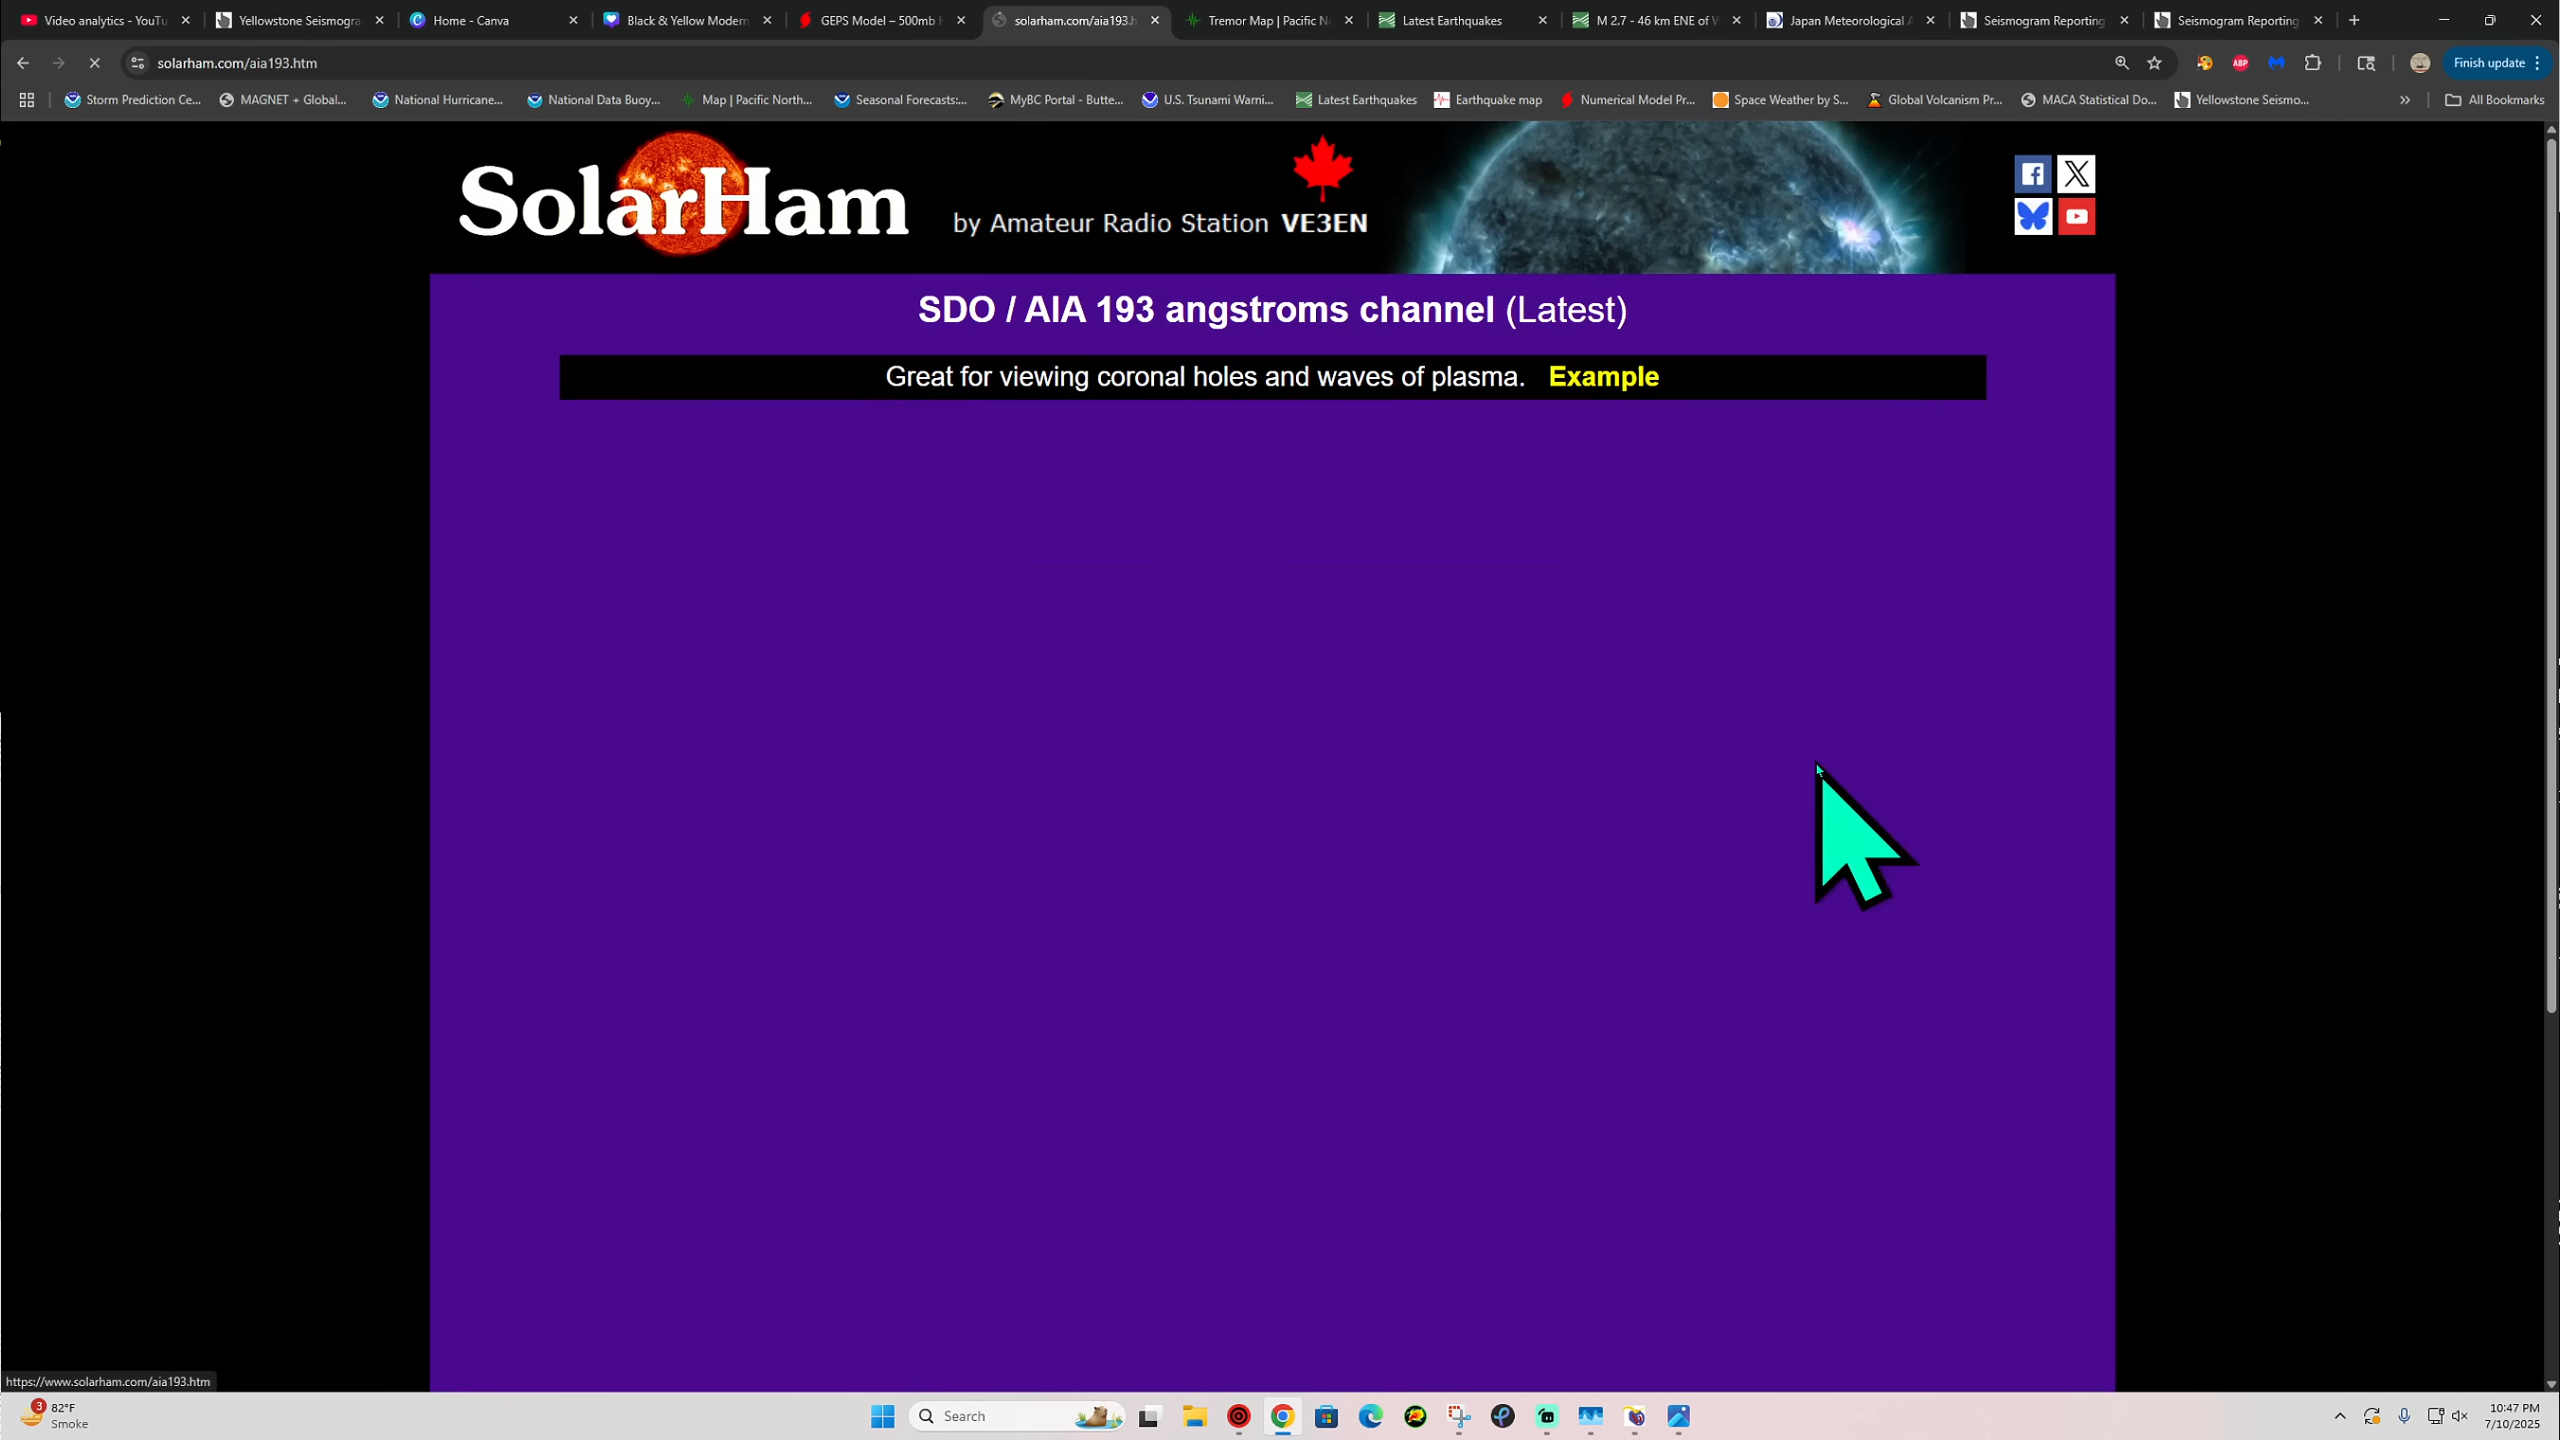 Video analytics - YouTu
Yellowstone Seismogra
Home - Canva
Black & Yellow Modern
GEPS Model – 500mb H
solarham.com/aia193.h
Tremor Map | Pacific No
Latest Earthquakes
M 2.7 - 46 km ENE of W
Japan Meteorological A
Seismogram Reporting
Seismogram Reporting
solarham.com/aia193.htm
ABP
Finish update
Storm Prediction Ce...
MAGNET + Global...
National Hurricane...
National Data Buoy...
Map | Pacific North...
Seasonal Forecasts:...
MyBC Portal - Butte...
U.S. Tsunami Warni...
Latest Earthquakes
Earthquake map
Numerical Model Pr...
Space Weather by S...
Global Volcanism Pr...
MACA Statistical Do...
Yellowstone Seismo...
All Bookmarks
SolarHam
by Amateur Radio Station VE3EN
SDO / AIA 193 angstroms channel (Latest)
Great for viewing coronal holes and waves of plasma. Example
https://www.solarham.com/aia193.htm
3
82°F
Smoke
Search
10:47 PM
7/10/2025